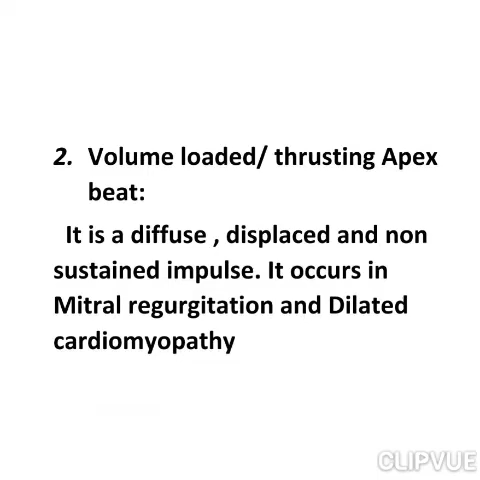 2. Volume loaded/ thrusting Apex
beat:
It is a diffuse , displaced and non
sustained impulse. It occurs in
Mitral regurgitation and Dilated
cardiomyopathy
CLIPVUE